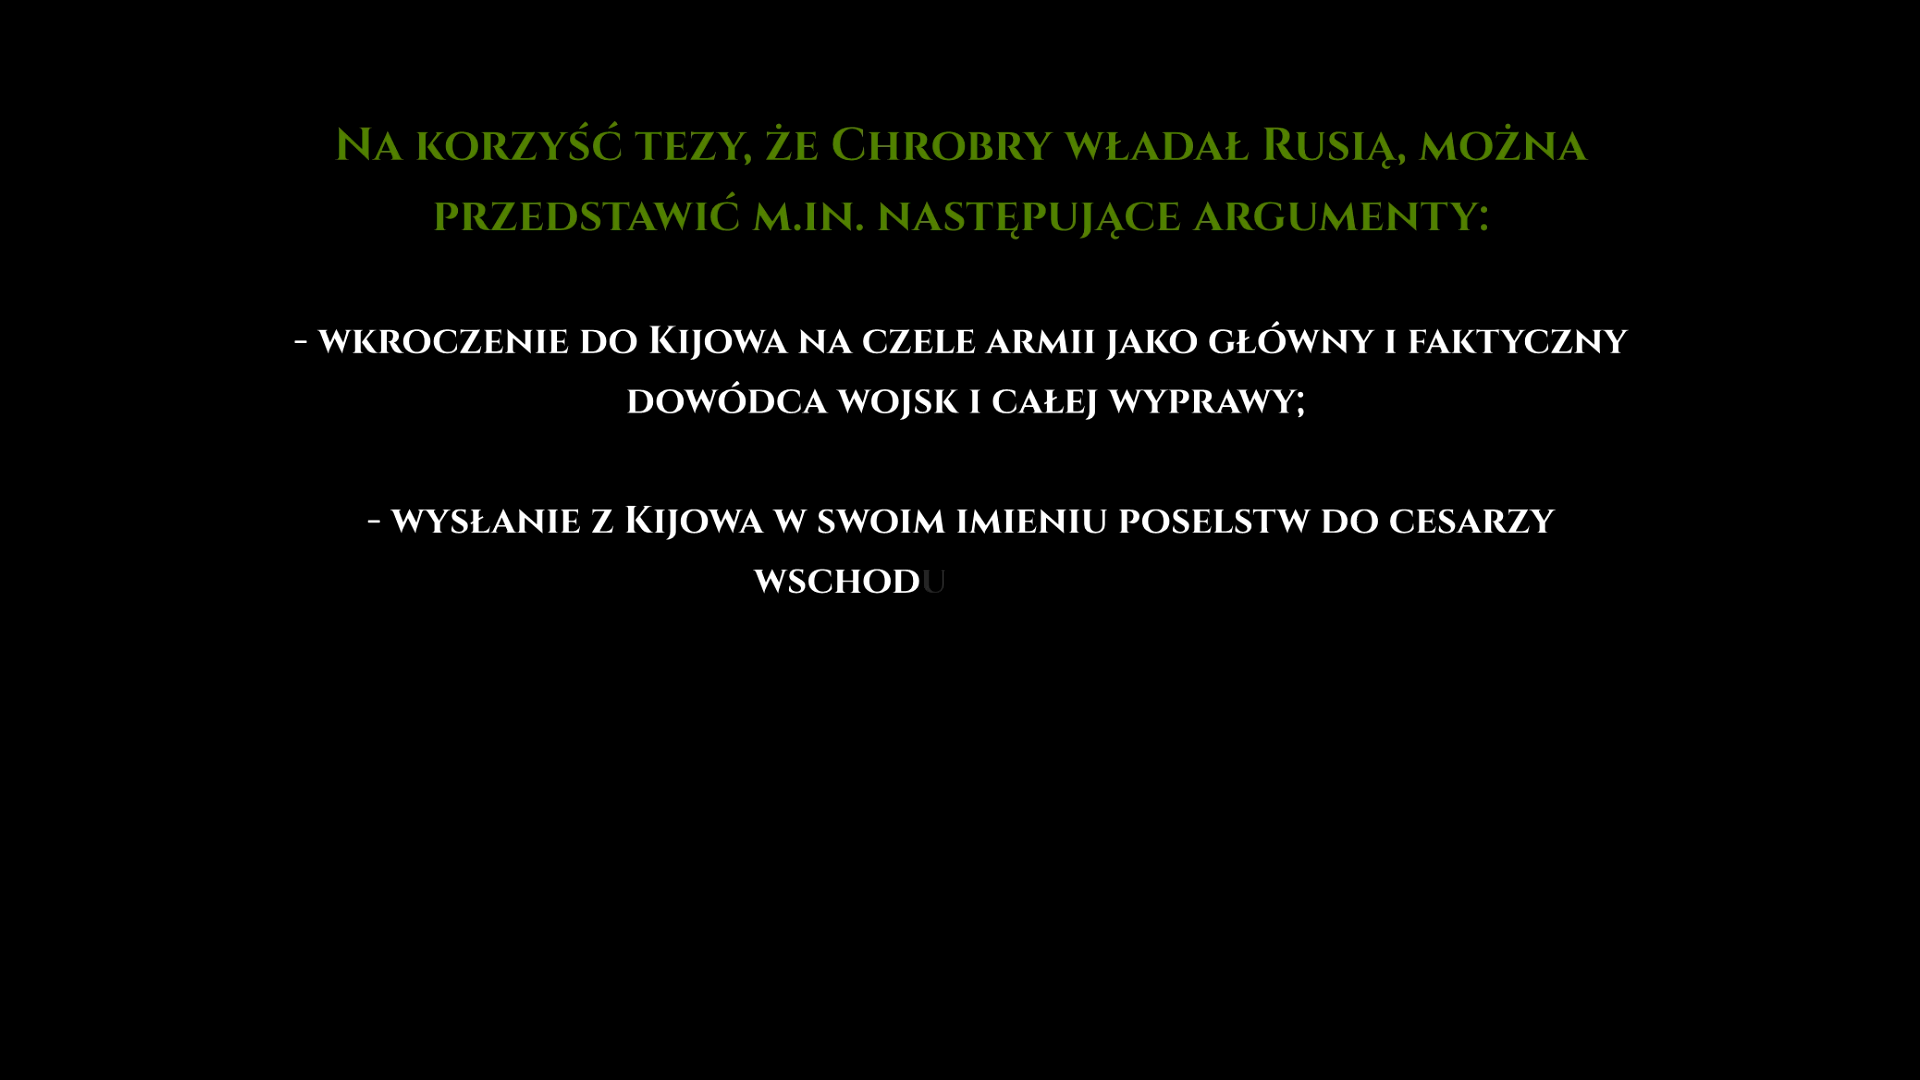 Na korzyść tezy, że Chrobry władał Rusią, można
przedstawić m.in. następujące argumenty:
- wkroczenie do Kijowa na czele armii jako główny i faktyczny
dowódca wojsk i całej wyprawy;
- wysłanie z Kijowa w swoim imieniu poselstw do cesarzy
wschodu